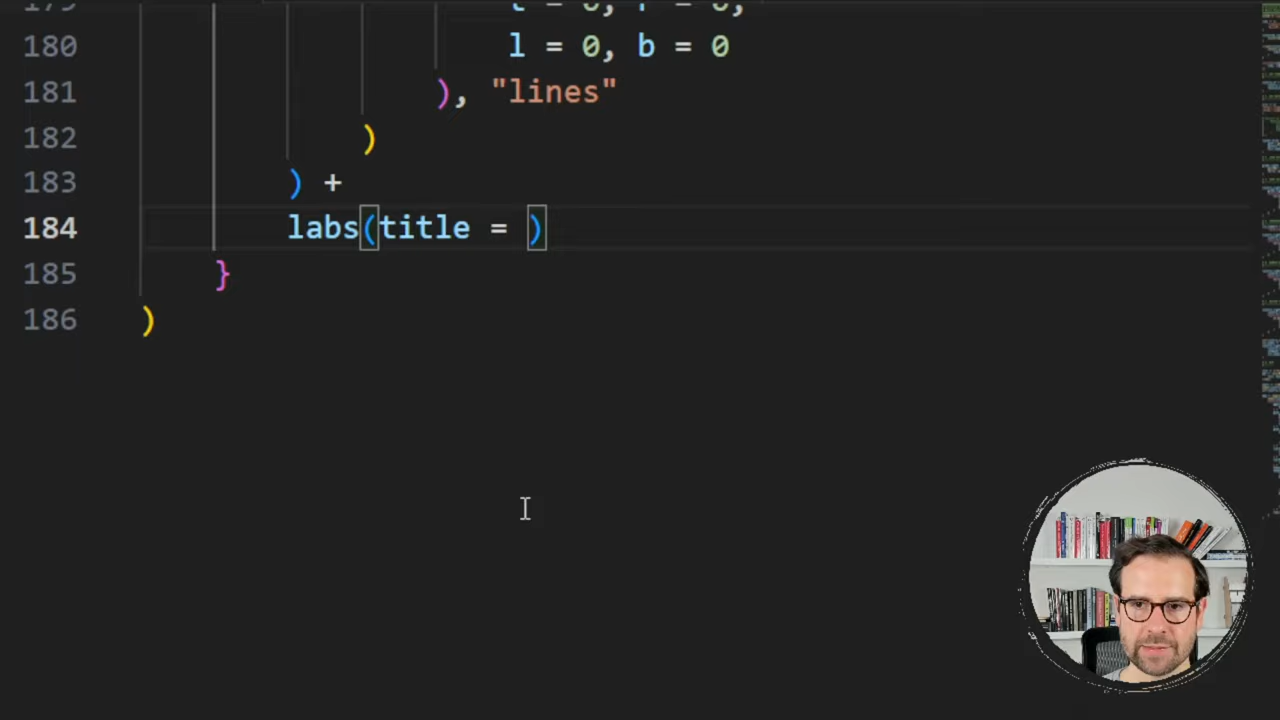 180 l = 0, b = 0
181 ), "lines"
182 )
183 ) +
184 labs(title = )
185 }
186 )